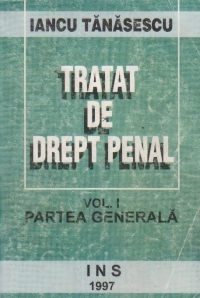 IANCU TĂNĂSESCU
TRATAT
DE
DREPT PENAL
VOL. I
PARTEA GENERALĂ
INS
1997